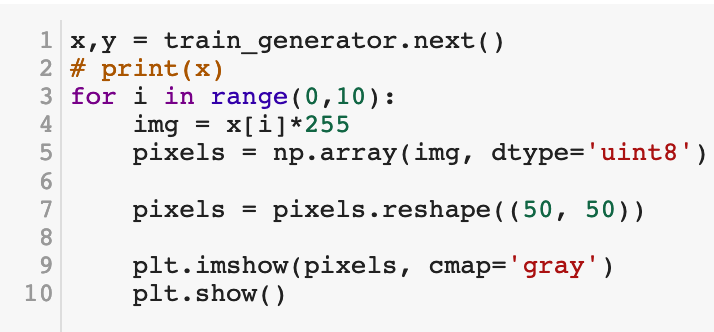 1 x,y = train_generator.next()
2 # print(x)
3 for i in range(0,10):
4     img = x[i]*255
5     pixels = np.array(img, dtype='uint8')
6
7     pixels = pixels.reshape((50, 50))
8
9     plt.imshow(pixels, cmap='gray')
10     plt.show()